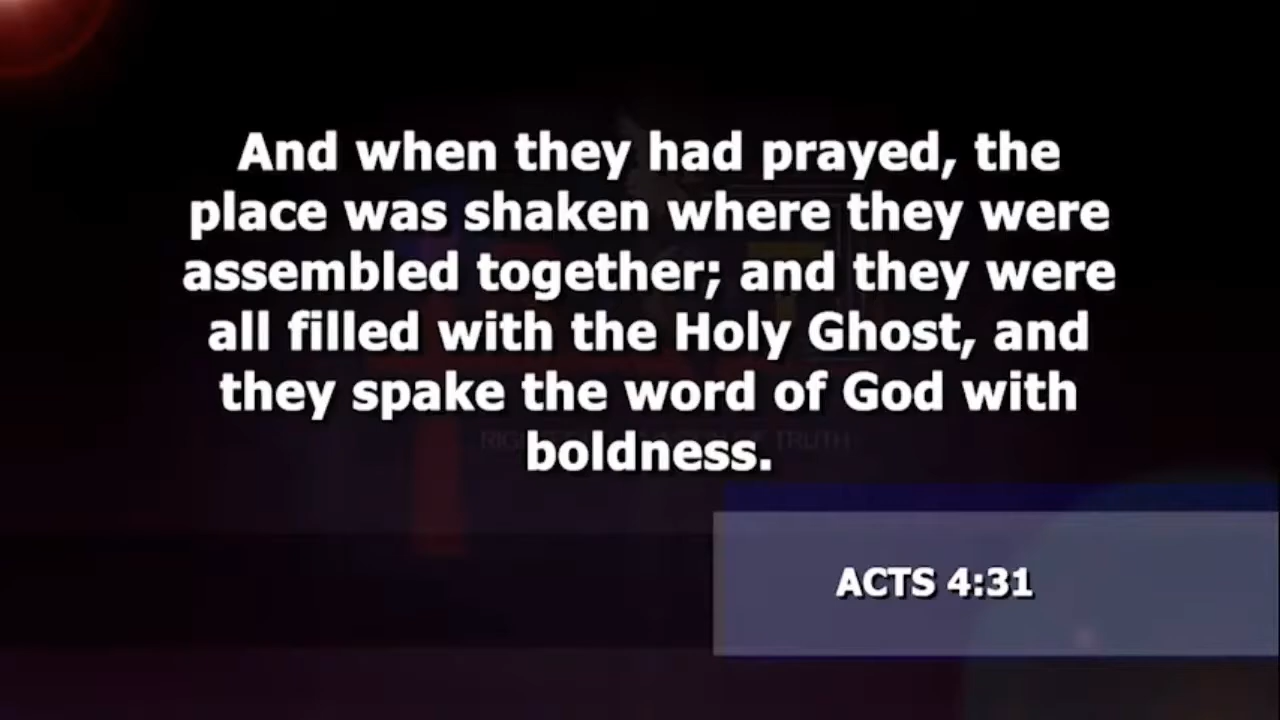 And when they had prayed, the
place was shaken where they were
assembled together; and they were
all filled with the Holy Ghost, and
they spake the word of God with
boldness.
TRUTH
ACTS 4:31